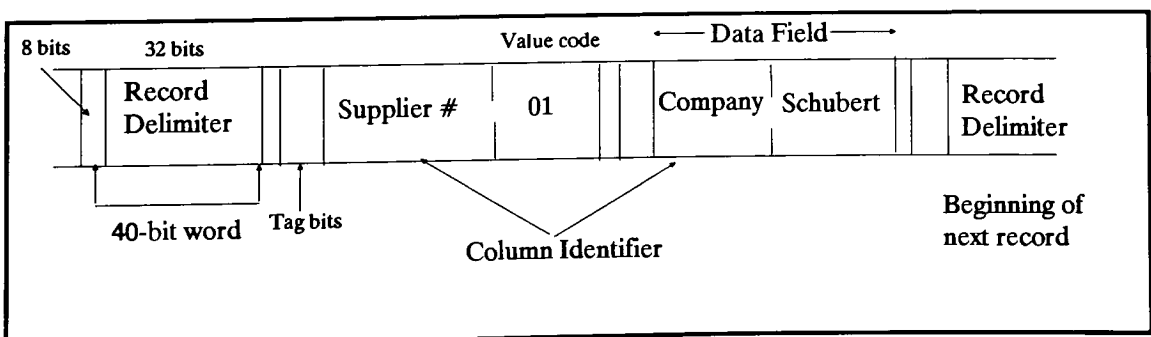 8 bits
32 bits
Value code
Data Field
Record
Delimiter
Supplier #
01
Company
Schubert
Record
Delimiter
40-bit word
Tag bits
Column Identifier
Beginning of
next record